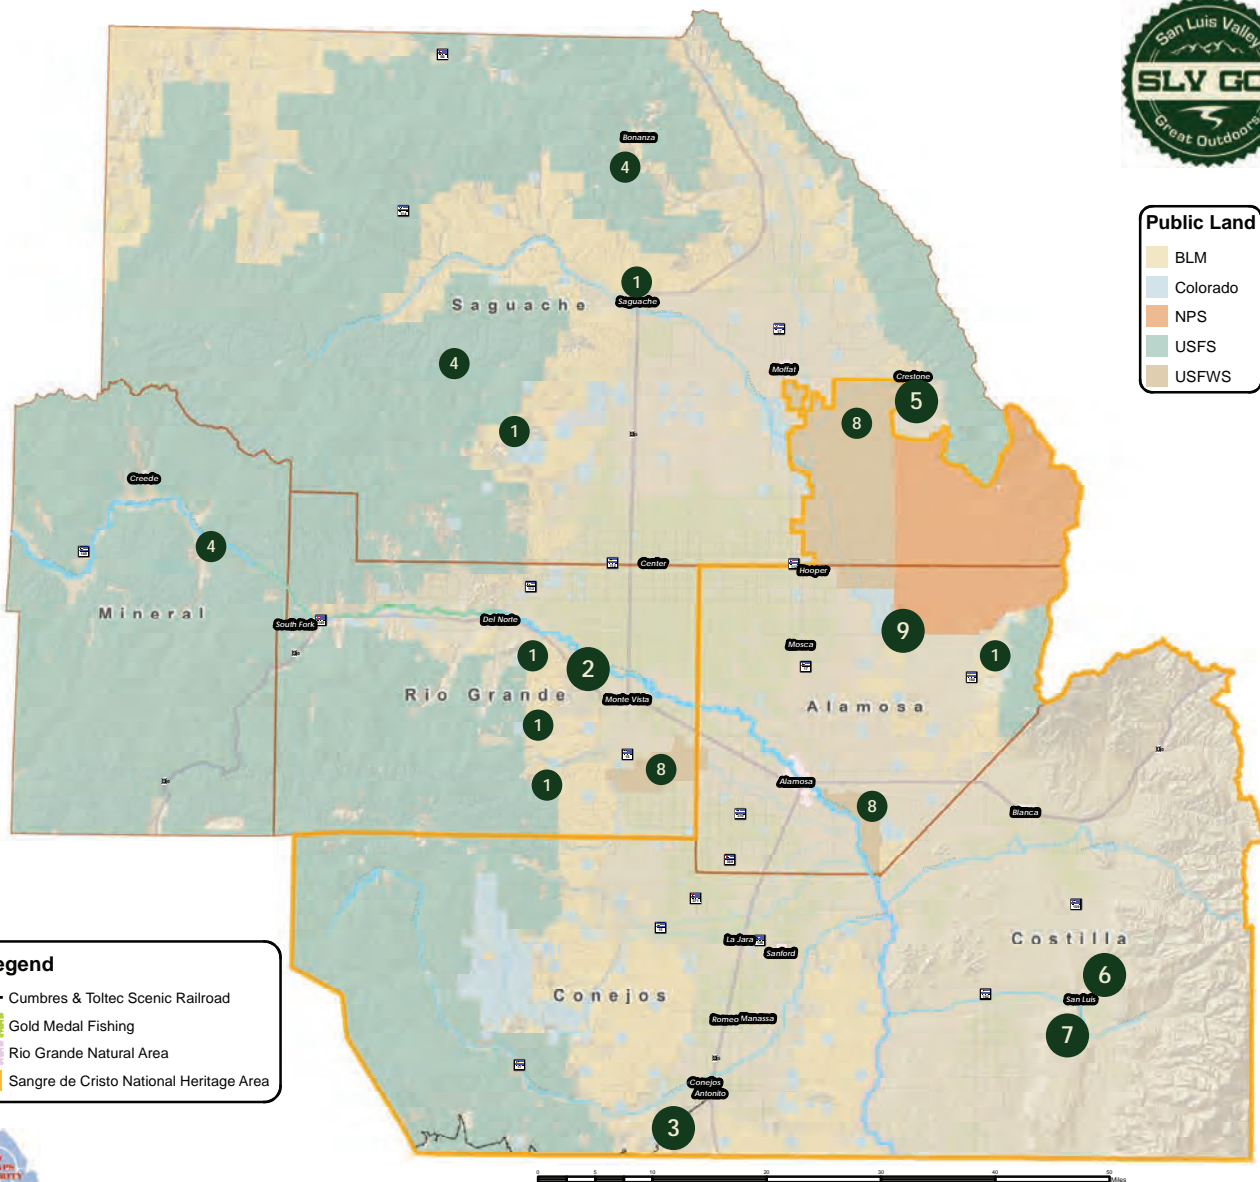 San Luis Valley
SLV GO
Great Outdoors
Public Land
BLM
Colorado
NPS
USFS
USFWS
Bonanza
4
1
Saguache
Saguache
4
Moffat
Crestone
5
8
1
Creede
4
Center
Hooper
Mineral
South Fork
Del Norte
9
Mosca
1
1
2
Rio Grande
Monte Vista
Alamosa
1
8
1
Alamosa
8
Blanca
La Jara
Sanford
Costilla
6
San Luis
Conejos
Romeo Manassa
7
Conejos
Antonito
3
egend
Cumbres & Toltec Scenic Railroad
Gold Medal Fishing
Rio Grande Natural Area
Sangre de Cristo National Heritage Area
0 5 10 20 30 40 50
Miles